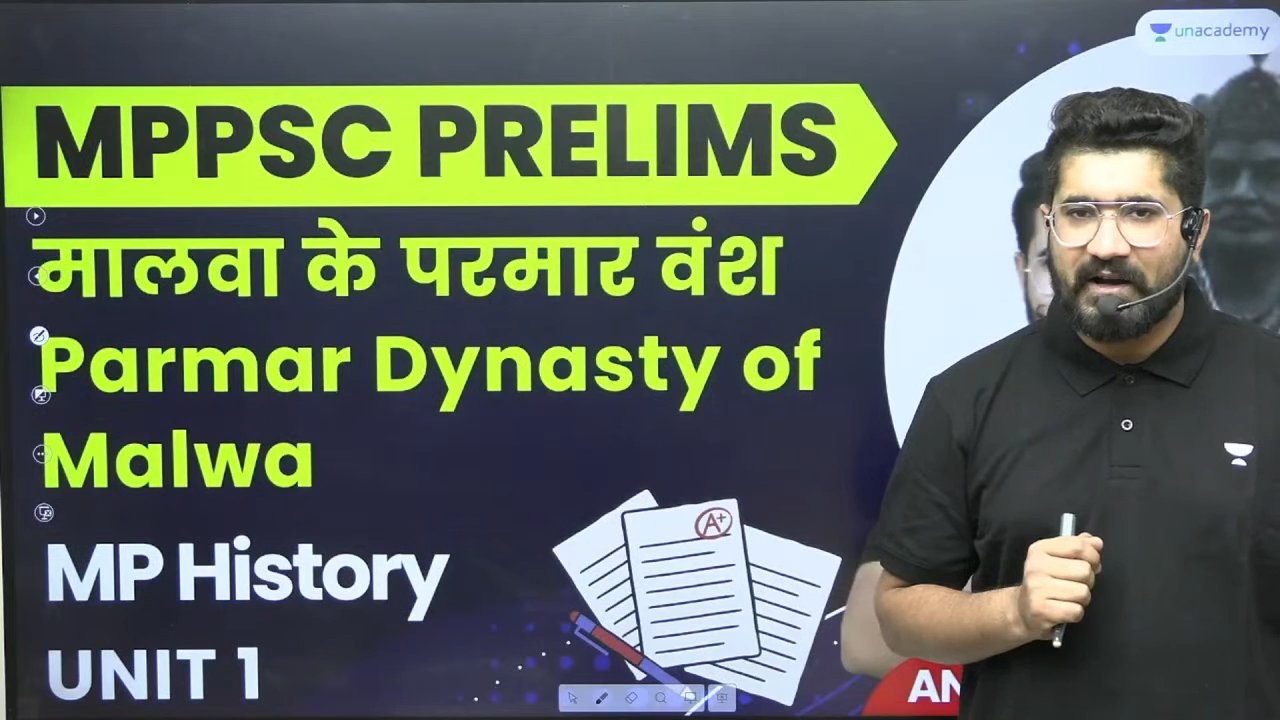 unacademy
MPPSC PRELIMS
मालवा के परमार वंश
Parmar Dynasty of
Malwa
MP History
UNIT 1
A+
AN